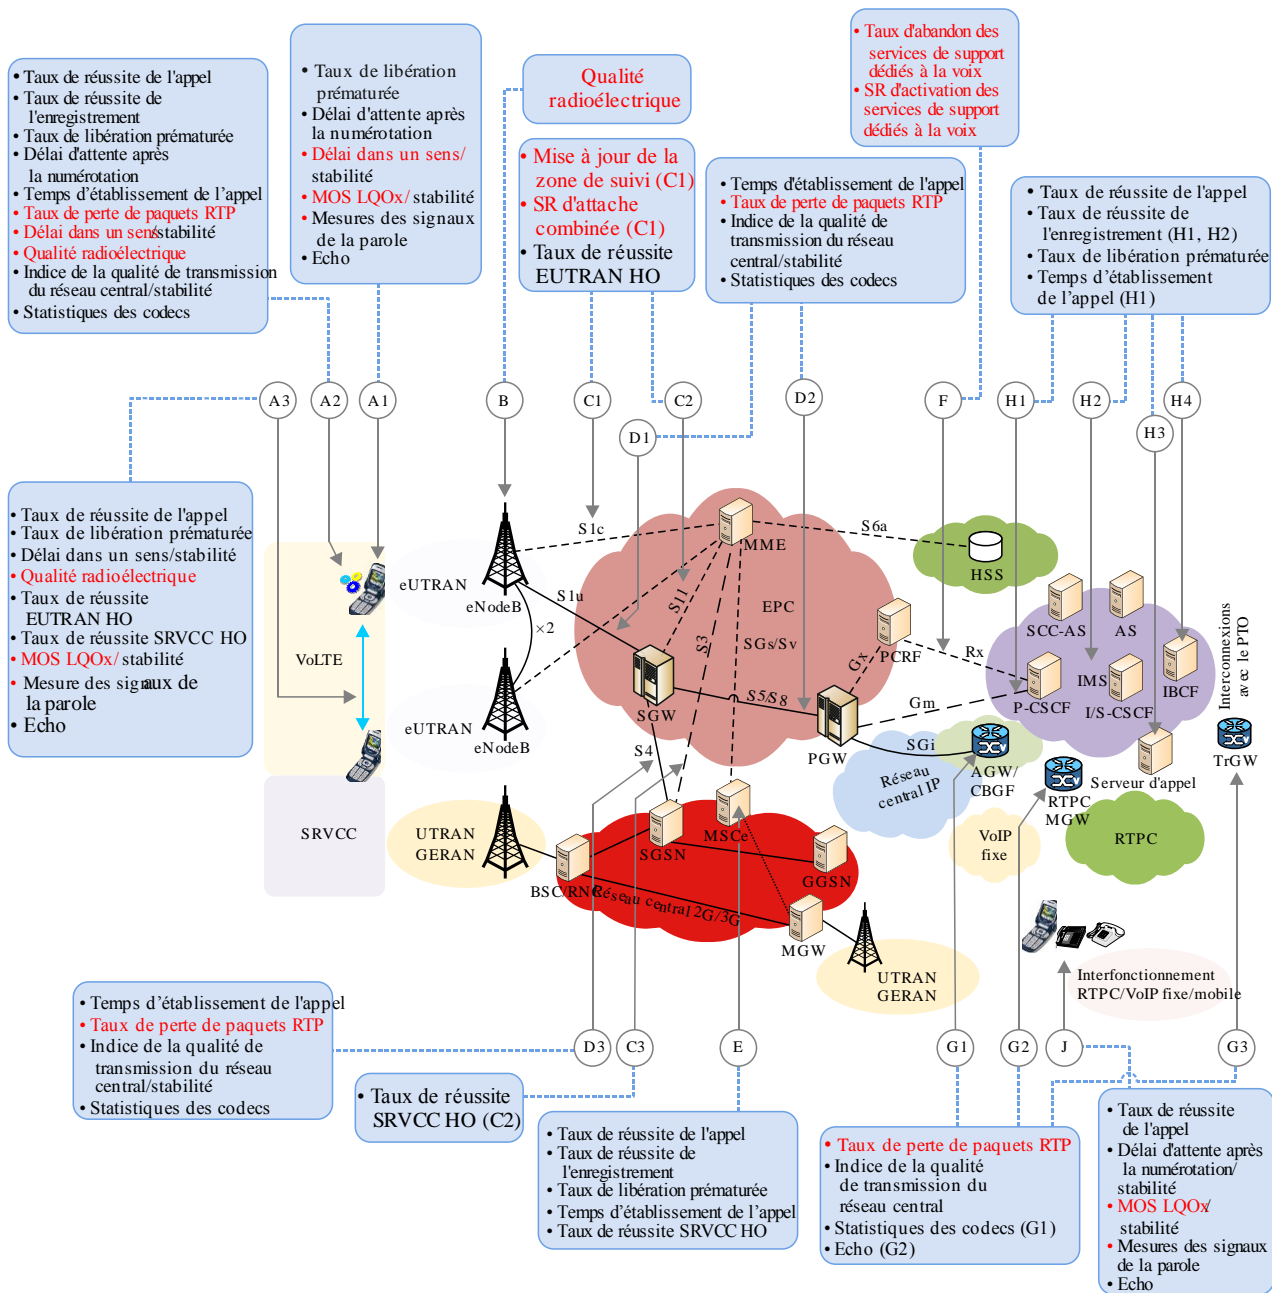 • Taux de réussite de l'appel
• Taux de réussite de
l'enregistrement
• Taux de libération prématurée
• Délai d'attente après
la numérotation
• Temps d'établissement de l'appel
• Taux de perte de paquets RTP
• Délai dans un sens/stabilité
• Qualité radioélectrique
• Indice de la qualité de transmission
du réseau central/stabilité
• Statistiques des codecs
• Taux de libération
prématurée
• Délai d'attente après
la numérotation
• Délai dans un sens/
stabilité
• MOS LQOx/ stabilité
• Mesures des signaux
de la parole
• Echo
Qualité
radioélectrique
• Mise à jour de la
zone de suivi (C1)
• SR d'attache
combinée (C1)
• Taux de réussite
EUTRAN HO
• Temps d'établissement de l'appel
• Taux de perte de paquets RTP
• Indice de la qualité de
transmission du réseau
central/stabilité
• Statistiques des codecs
• Taux d'abandon des
services de support
dédiés à la voix
• SR d'activation des
services de support
dédiés à la voix
• Taux de réussite de l'appel
• Taux de réussite de
l'enregistrement (H1, H2)
• Taux de libération prématurée
• Temps d'établissement
de l'appel (H1)
A3
A2
A1
B
C1
C2
D1
D2
F
H1
H2
H3
H4
• Taux de réussite de l'appel
• Taux de libération prématurée
• Délai dans un sens/stabilité
• Qualité radioélectrique
• Taux de réussite
EUTRAN HO
• Taux de réussite SRVCC HO
• MOS LQOx/ stabilité
• Mesure des signaux de
la parole
• Echo
VoLTE
SRVCC
eUTRAN
eNodeB
eUTRAN
eNodeB
UTRAN
GERAN
S1c
S1u
×2
S11
S3
S4
MME
EPC
SGs/Sv
S6a
HSS
SGW
S5/S8
PGW
Gx
PCRF
Rx
Gm
SGi
SCC-AS
AS
IMS
P-CSCF
I/S-CSCF
IBCF
Interconnexions
avec le PTO
TrGW
Réseau
central IP
AGW/
CBGF
Serveur d'appel
RTPC
MGW
VoIP
fixe
RTPC
BSC/RNC
SGSN
MSCe
GGSN
Réseau central 2G/3G
MGW
UTRAN
GERAN
Interfonctionnement
RTPC/VoIP fixe/mobile
D3
C3
E
G1
G2
J
G3
• Temps d'établissement de l'appel
• Taux de perte de paquets RTP
• Indice de la qualité de
transmission du réseau
central/stabilité
• Statistiques des codecs
• Taux de réussite
SRVCC HO (C2)
• Taux de réussite de l'appel
• Taux de réussite de
l'enregistrement
• Taux de libération prématurée
• Temps d'établissement de l'appel
• Taux de réussite SRVCC HO
• Taux de perte de paquets RTP
• Indice de la qualité
de transmission du
réseau central
• Statistiques des codecs (G1)
• Echo (G2)
• Taux de réussite
de l'appel
• Délai d'attente après
la numérotation/
stabilité
• MOS LQOx/
stabilité
• Mesures des signaux
de la parole
• Echo